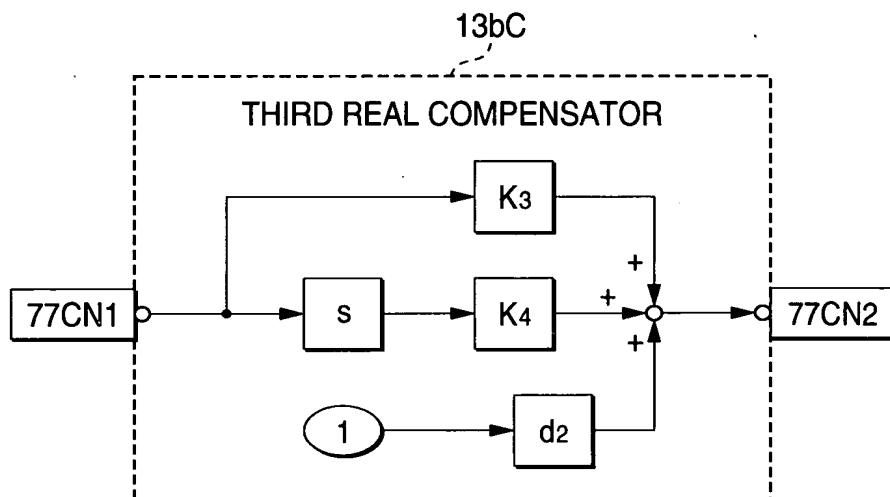 13bC
THIRD REAL COMPENSATOR
K3
+
77CN1
s
K4
+
77CN2
+
1
d2